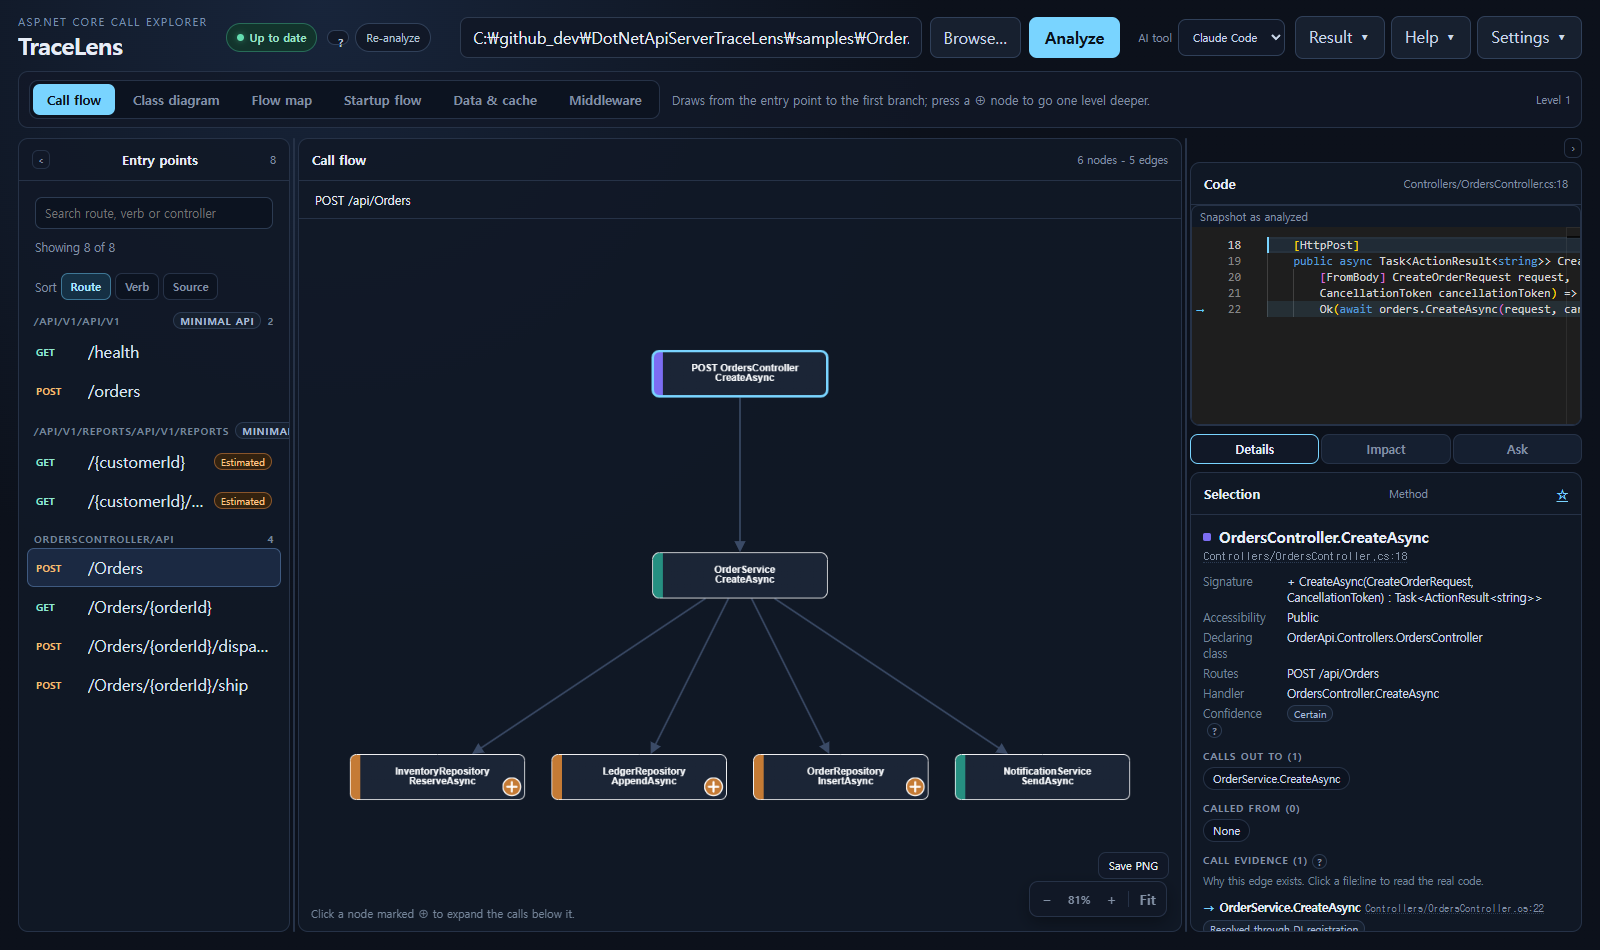 ASP.NET CORE CALL EXPLORER
TraceLens
Up to date
?
Re-analyze
C:₩github_dev₩DotNetApiServerTraceLens₩samples₩Order.
Browse...
Analyze
AI tool
Claude Code
Result ▼
Help ▼
Settings ▼
Call flow
Class diagram
Flow map
Startup flow
Data & cache
Middleware
Draws from the entry point to the first branch; press a ⊕ node to go one level deeper.
Level 1
‹
Entry points
8
Search route, verb or controller
Showing 8 of 8
Sort
Route
Verb
Source
/API/V1/API/V1
MINIMAL API
2
GET /health
POST /orders
/API/V1/REPORTS/API/V1/REPORTS
MINIMAL
GET /{customerId}
Estimated
GET /{customerId}/...
Estimated
ORDERSCONTROLLER/API
4
POST /Orders
GET /Orders/{orderId}
POST /Orders/{orderId}/dispa...
POST /Orders/{orderId}/ship
Call flow
6 nodes - 5 edges
POST /api/Orders
POST OrdersController
CreateAsync
OrderService
CreateAsync
InventoryRepository
ReserveAsync
LedgerRepository
AppendAsync
OrderRepository
InsertAsync
NotificationService
SendAsync
Save PNG
− 81% + Fit
Click a node marked ⊕ to expand the calls below it.
›
Code
Controllers/OrdersController.cs:18
Snapshot as analyzed
18 [HttpPost]
19 public async Task<ActionResult<string>> Crea
20 [FromBody] CreateOrderRequest request,
21 CancellationToken cancellationToken) =>
→ 22 Ok(await orders.CreateAsync(request, can
Details
Impact
Ask
Selection
Method
☆
OrdersController.CreateAsync
Controllers/OrdersController.cs:18
Signature + CreateAsync(CreateOrderRequest,
CancellationToken) : Task<ActionResult<string>>
Accessibility Public
Declaring OrderApi.Controllers.OrdersController
class
Routes POST /api/Orders
Handler OrdersController.CreateAsync
Confidence Certain
?
CALLS OUT TO (1)
OrderService.CreateAsync
CALLED FROM (0)
None
CALL EVIDENCE (1) ?
Why this edge exists. Click a file:line to read the real code.
→ OrderService.CreateAsync Controllers/OrdersController.cs:22
Resolved through DI registration